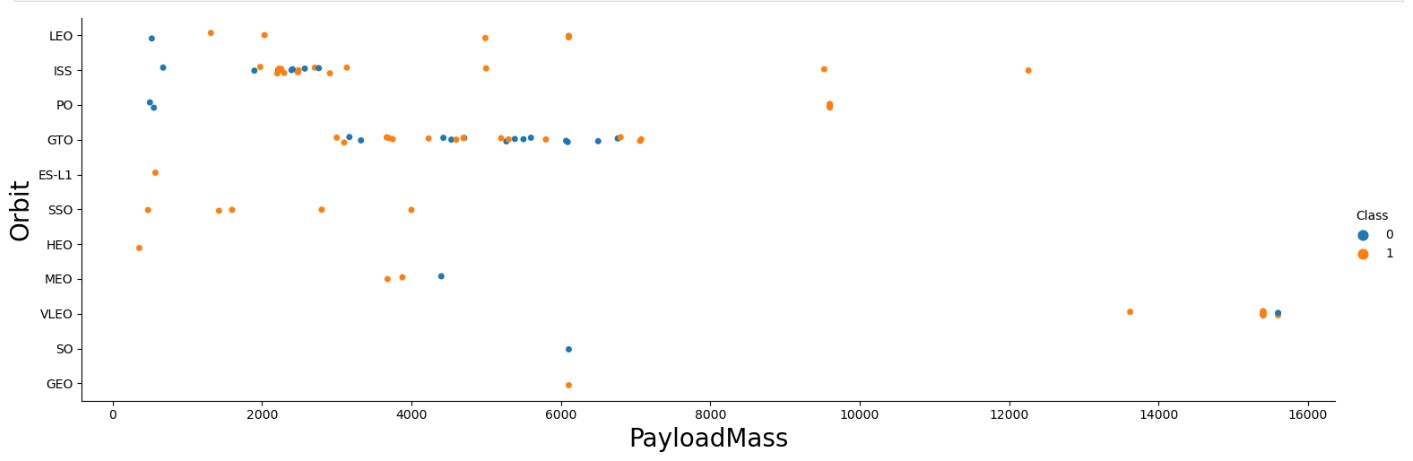 LEO
ISS
PO
GTO
ES-L1
SSO
HEO
MEO
VLEO
SO
GEO
Orbit
0 2000 4000 6000 8000 10000 12000 14000 16000
PayloadMass
Class
0
1